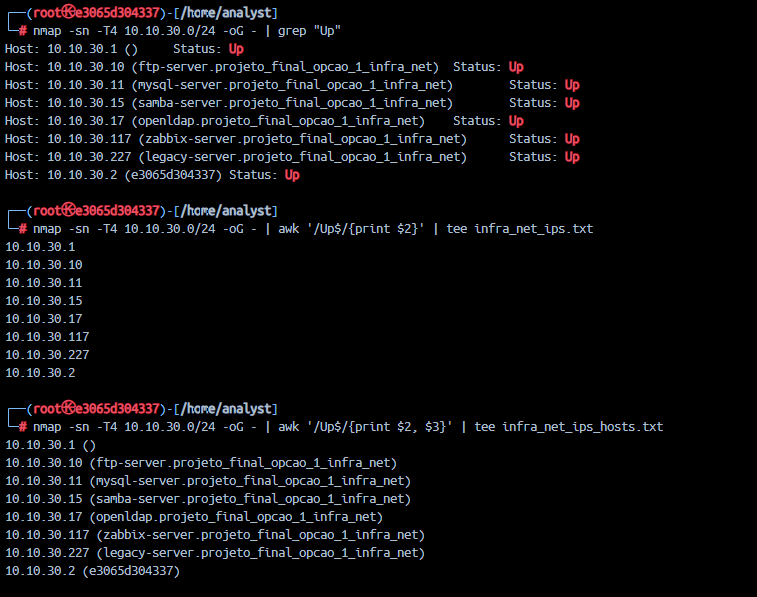 ┌──(root㉿e3065d304337)-[/home/analyst]
└─# nmap -sn -T4 10.10.30.0/24 -oG - | grep "Up"
Host: 10.10.30.1 ()	Status: Up
Host: 10.10.30.10 (ftp-server.projeto_final_opcao_1_infra_net)	Status: Up
Host: 10.10.30.11 (mysql-server.projeto_final_opcao_1_infra_net)	Status: Up
Host: 10.10.30.15 (samba-server.projeto_final_opcao_1_infra_net)	Status: Up
Host: 10.10.30.17 (openldap.projeto_final_opcao_1_infra_net)	Status: Up
Host: 10.10.30.117 (zabbix-server.projeto_final_opcao_1_infra_net)	Status: Up
Host: 10.10.30.227 (legacy-server.projeto_final_opcao_1_infra_net)	Status: Up
Host: 10.10.30.2 (e3065d304337)	Status: Up
┌──(root㉿e3065d304337)-[/home/analyst]
└─# nmap -sn -T4 10.10.30.0/24 -oG - | awk '/Up$/{print $2}' | tee infra_net_ips.txt
10.10.30.1
10.10.30.10
10.10.30.11
10.10.30.15
10.10.30.17
10.10.30.117
10.10.30.227
10.10.30.2
┌──(root㉿e3065d304337)-[/home/analyst]
└─# nmap -sn -T4 10.10.30.0/24 -oG - | awk '/Up$/{print $2, $3}' | tee infra_net_ips_hosts.txt
10.10.30.1 ()
10.10.30.10 (ftp-server.projeto_final_opcao_1_infra_net)
10.10.30.11 (mysql-server.projeto_final_opcao_1_infra_net)
10.10.30.15 (samba-server.projeto_final_opcao_1_infra_net)
10.10.30.17 (openldap.projeto_final_opcao_1_infra_net)
10.10.30.117 (zabbix-server.projeto_final_opcao_1_infra_net)
10.10.30.227 (legacy-server.projeto_final_opcao_1_infra_net)
10.10.30.2 (e3065d304337)